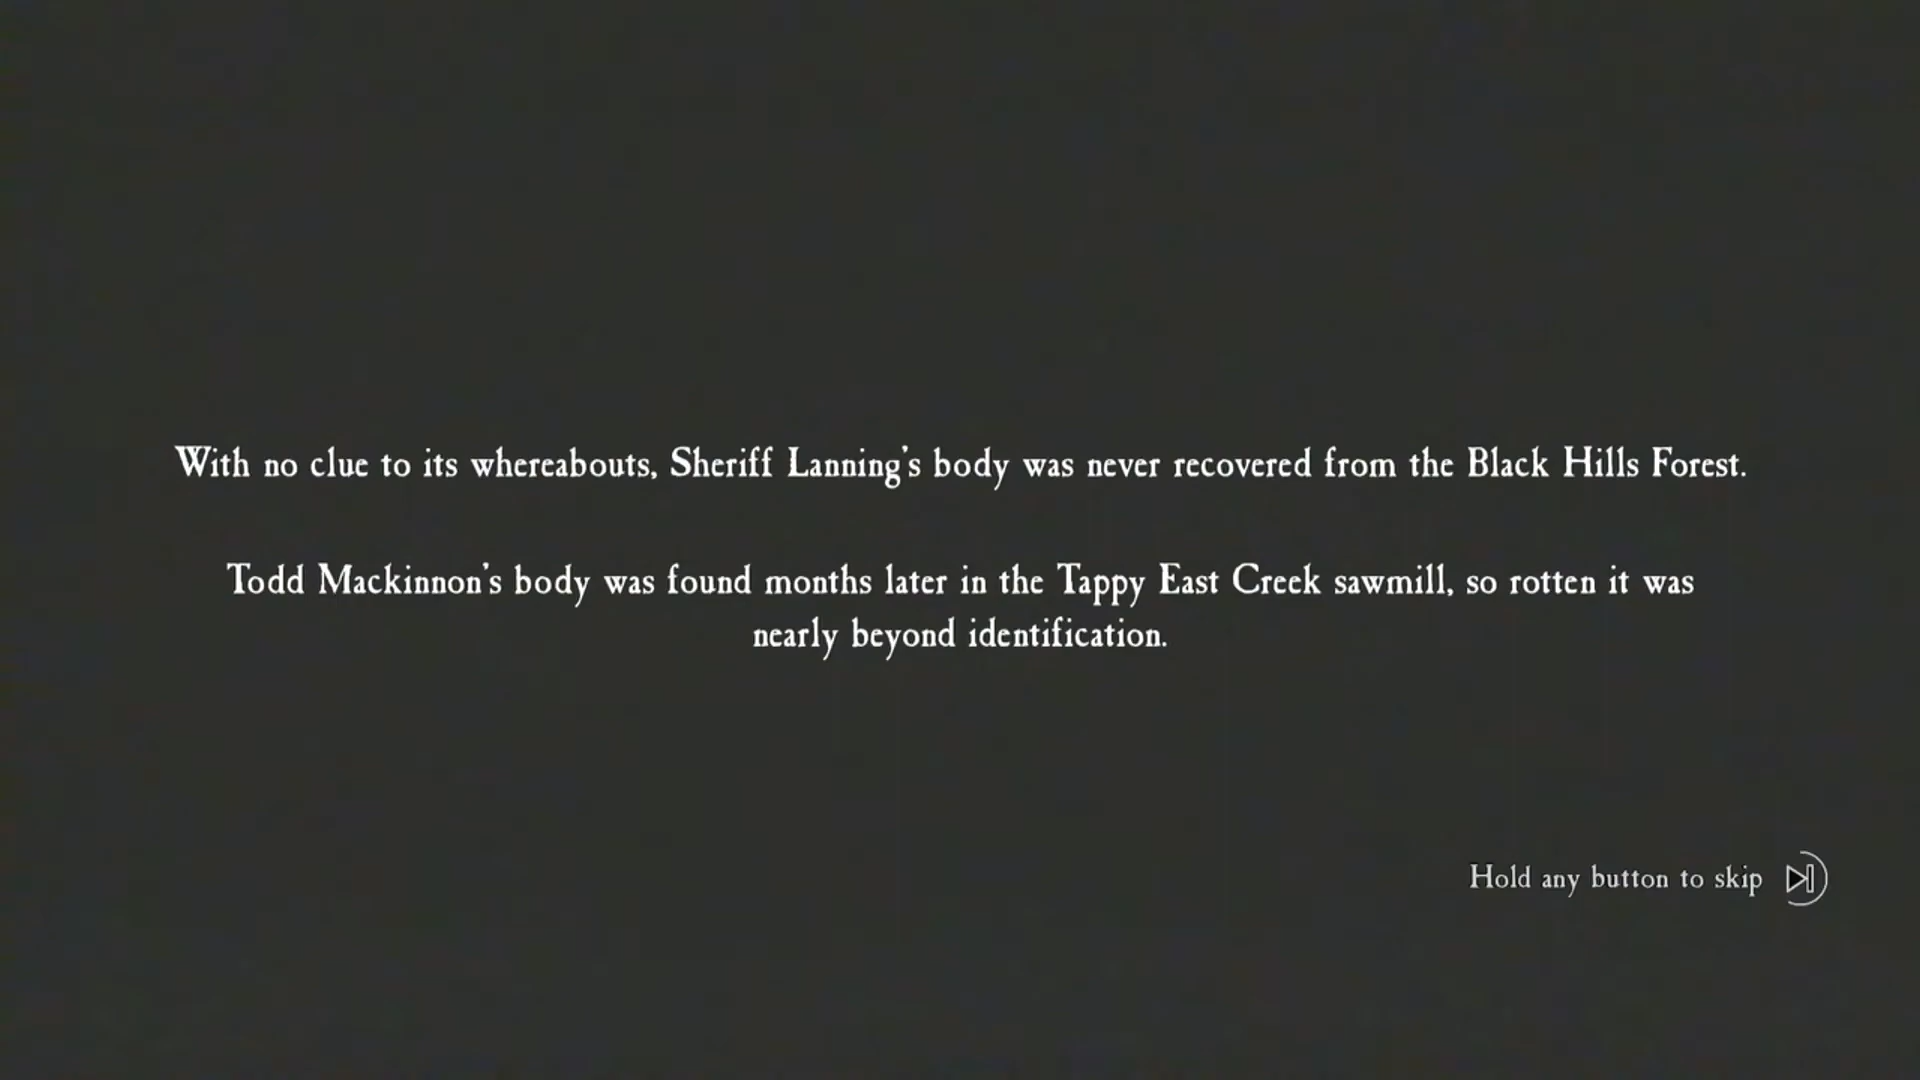 With no clue to its whereabouts, Sheriff Lanning's body was never recovered from the Black Hills Forest.
Todd Mackinnon's body was found months later in the Tappy East Creek sawmill, so rotten it was
nearly beyond identification.
Hold any button to skip